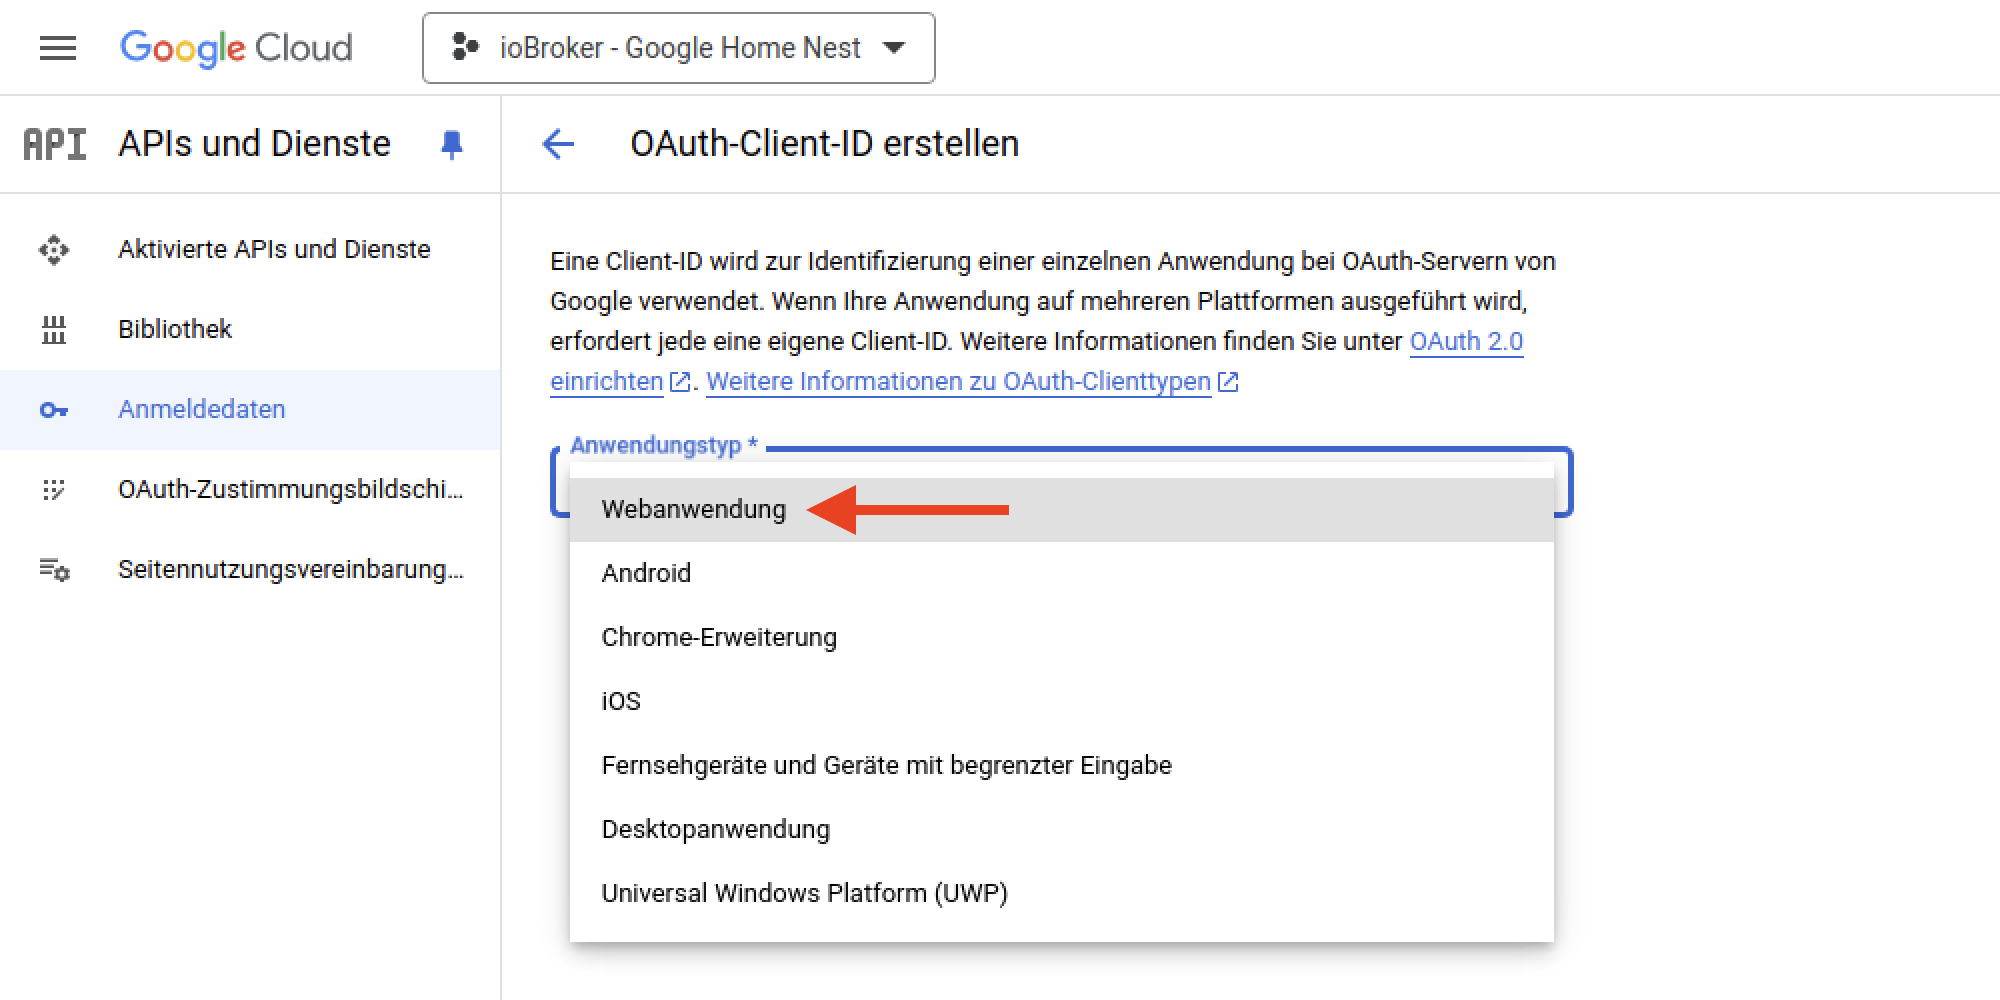 Google Cloud
ioBroker - Google Home Nest
API
APIs und Dienste
OAuth-Client-ID erstellen
Aktivierte APIs und Dienste
Bibliothek
Anmeldedaten
OAuth-Zustimmungsbildschi...
Seitennutzungsvereinbarung...
Eine Client-ID wird zur Identifizierung einer einzelnen Anwendung bei OAuth-Servern von
Google verwendet. Wenn Ihre Anwendung auf mehreren Plattformen ausgeführt wird,
erfordert jede eine eigene Client-ID. Weitere Informationen finden Sie unter OAuth 2.0
einrichten. Weitere Informationen zu OAuth-Clienttypen
Anwendungstyp *
Webanwendung
Android
Chrome-Erweiterung
iOS
Fernsehgeräte und Geräte mit begrenzter Eingabe
Desktopanwendung
Universal Windows Platform (UWP)